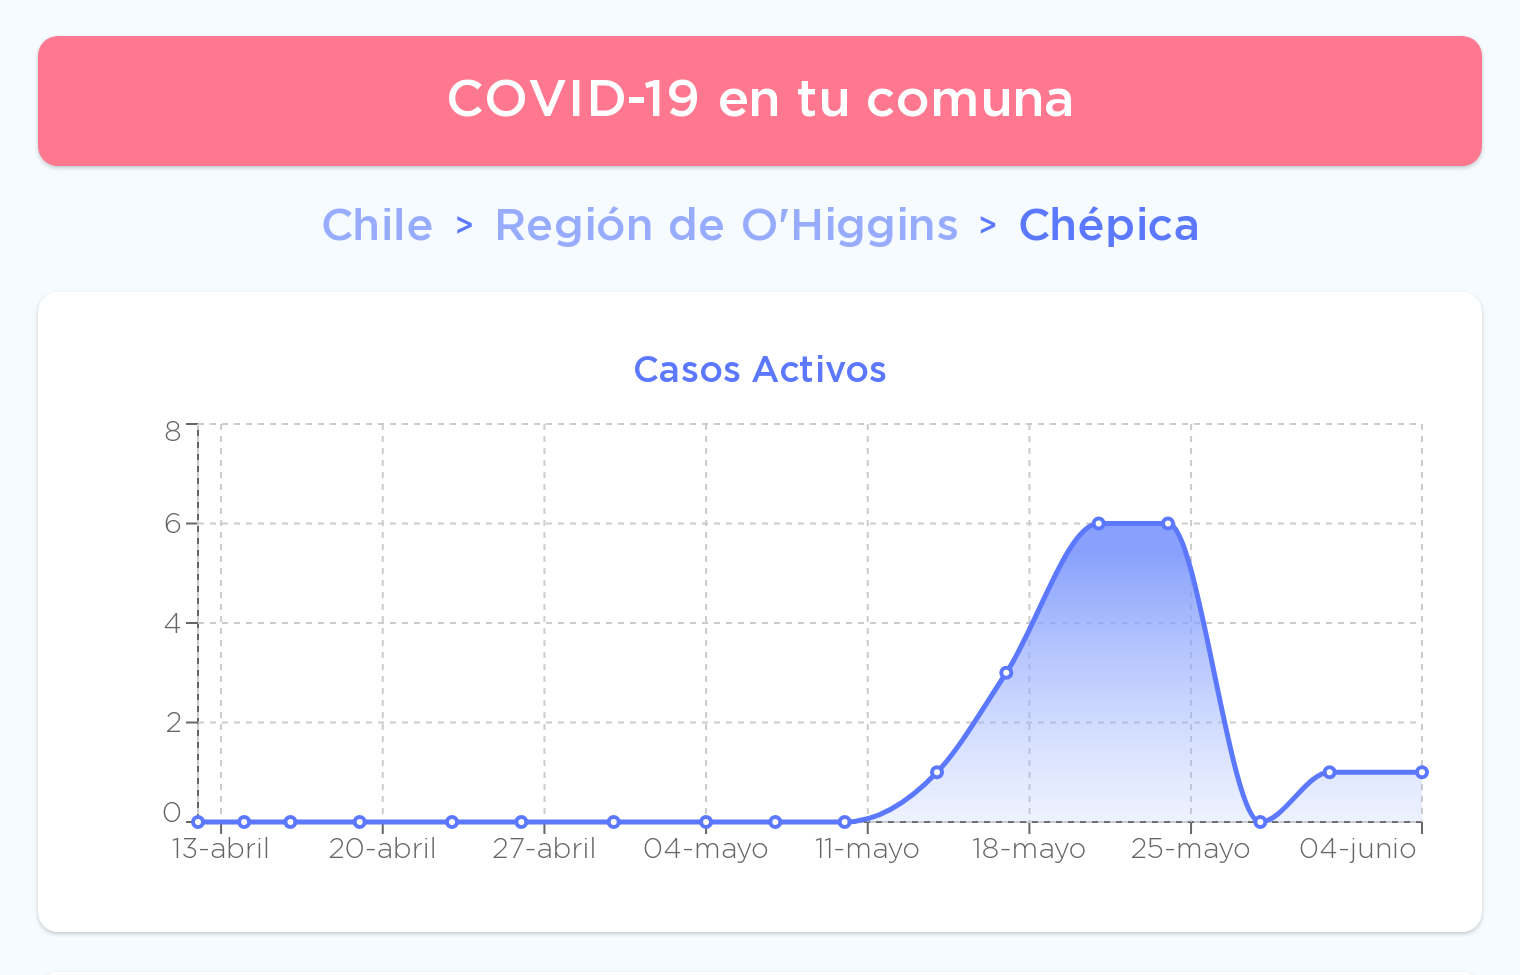 COVID-19 en tu comuna
Chile > Región de O'Higgins > Chépica
Casos Activos
8
6
4
2
0
13-abril 20-abril 27-abril 04-mayo 11-mayo 18-mayo 25-mayo 04-junio